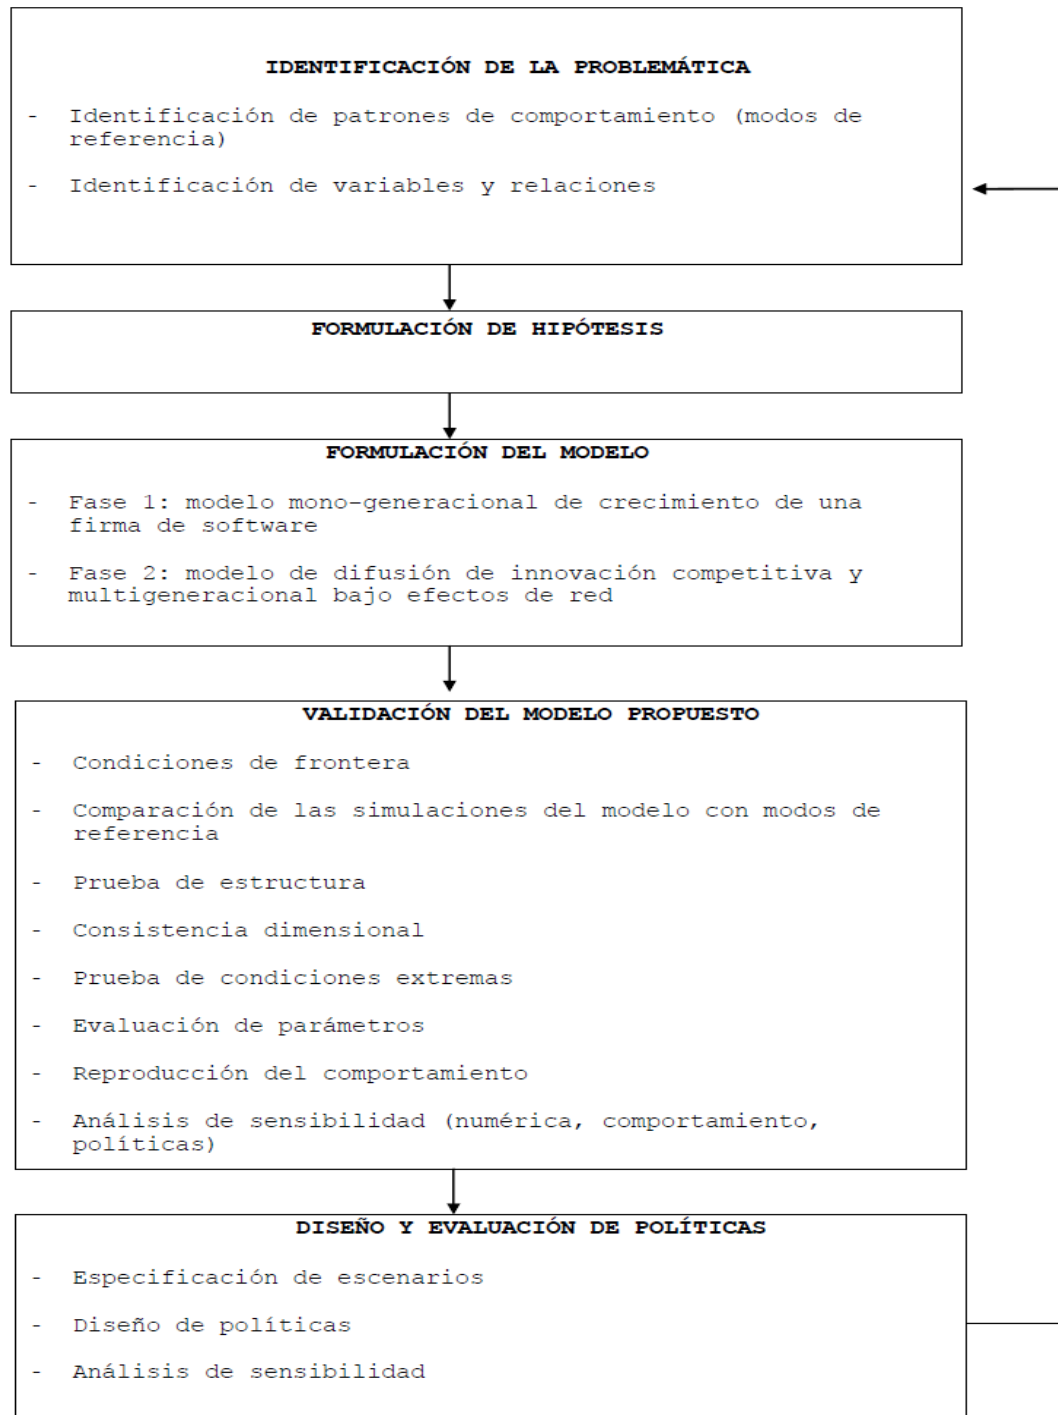 IDENTIFICACIÓN DE LA PROBLEMÁTICA
- Identificación de patrones de comportamiento (modos de
referencia)
- Identificación de variables y relaciones
FORMULACIÓN DE HIPÓTESIS
FORMULACIÓN DEL MODELO
- Fase 1: modelo mono-generacional de crecimiento de una
firma de software
- Fase 2: modelo de difusión de innovación competitiva y
multigeneracional bajo efectos de red
VALIDACIÓN DEL MODELO PROPUESTO
- Condiciones de frontera
- Comparación de las simulaciones del modelo con modos de
referencia
- Prueba de estructura
- Consistencia dimensional
- Prueba de condiciones extremas
- Evaluación de parámetros
- Reproducción del comportamiento
- Análisis de sensibilidad (numérica, comportamiento,
políticas)
DISEÑO Y EVALUACIÓN DE POLÍTICAS
- Especificación de escenarios
- Diseño de políticas
- Análisis de sensibilidad